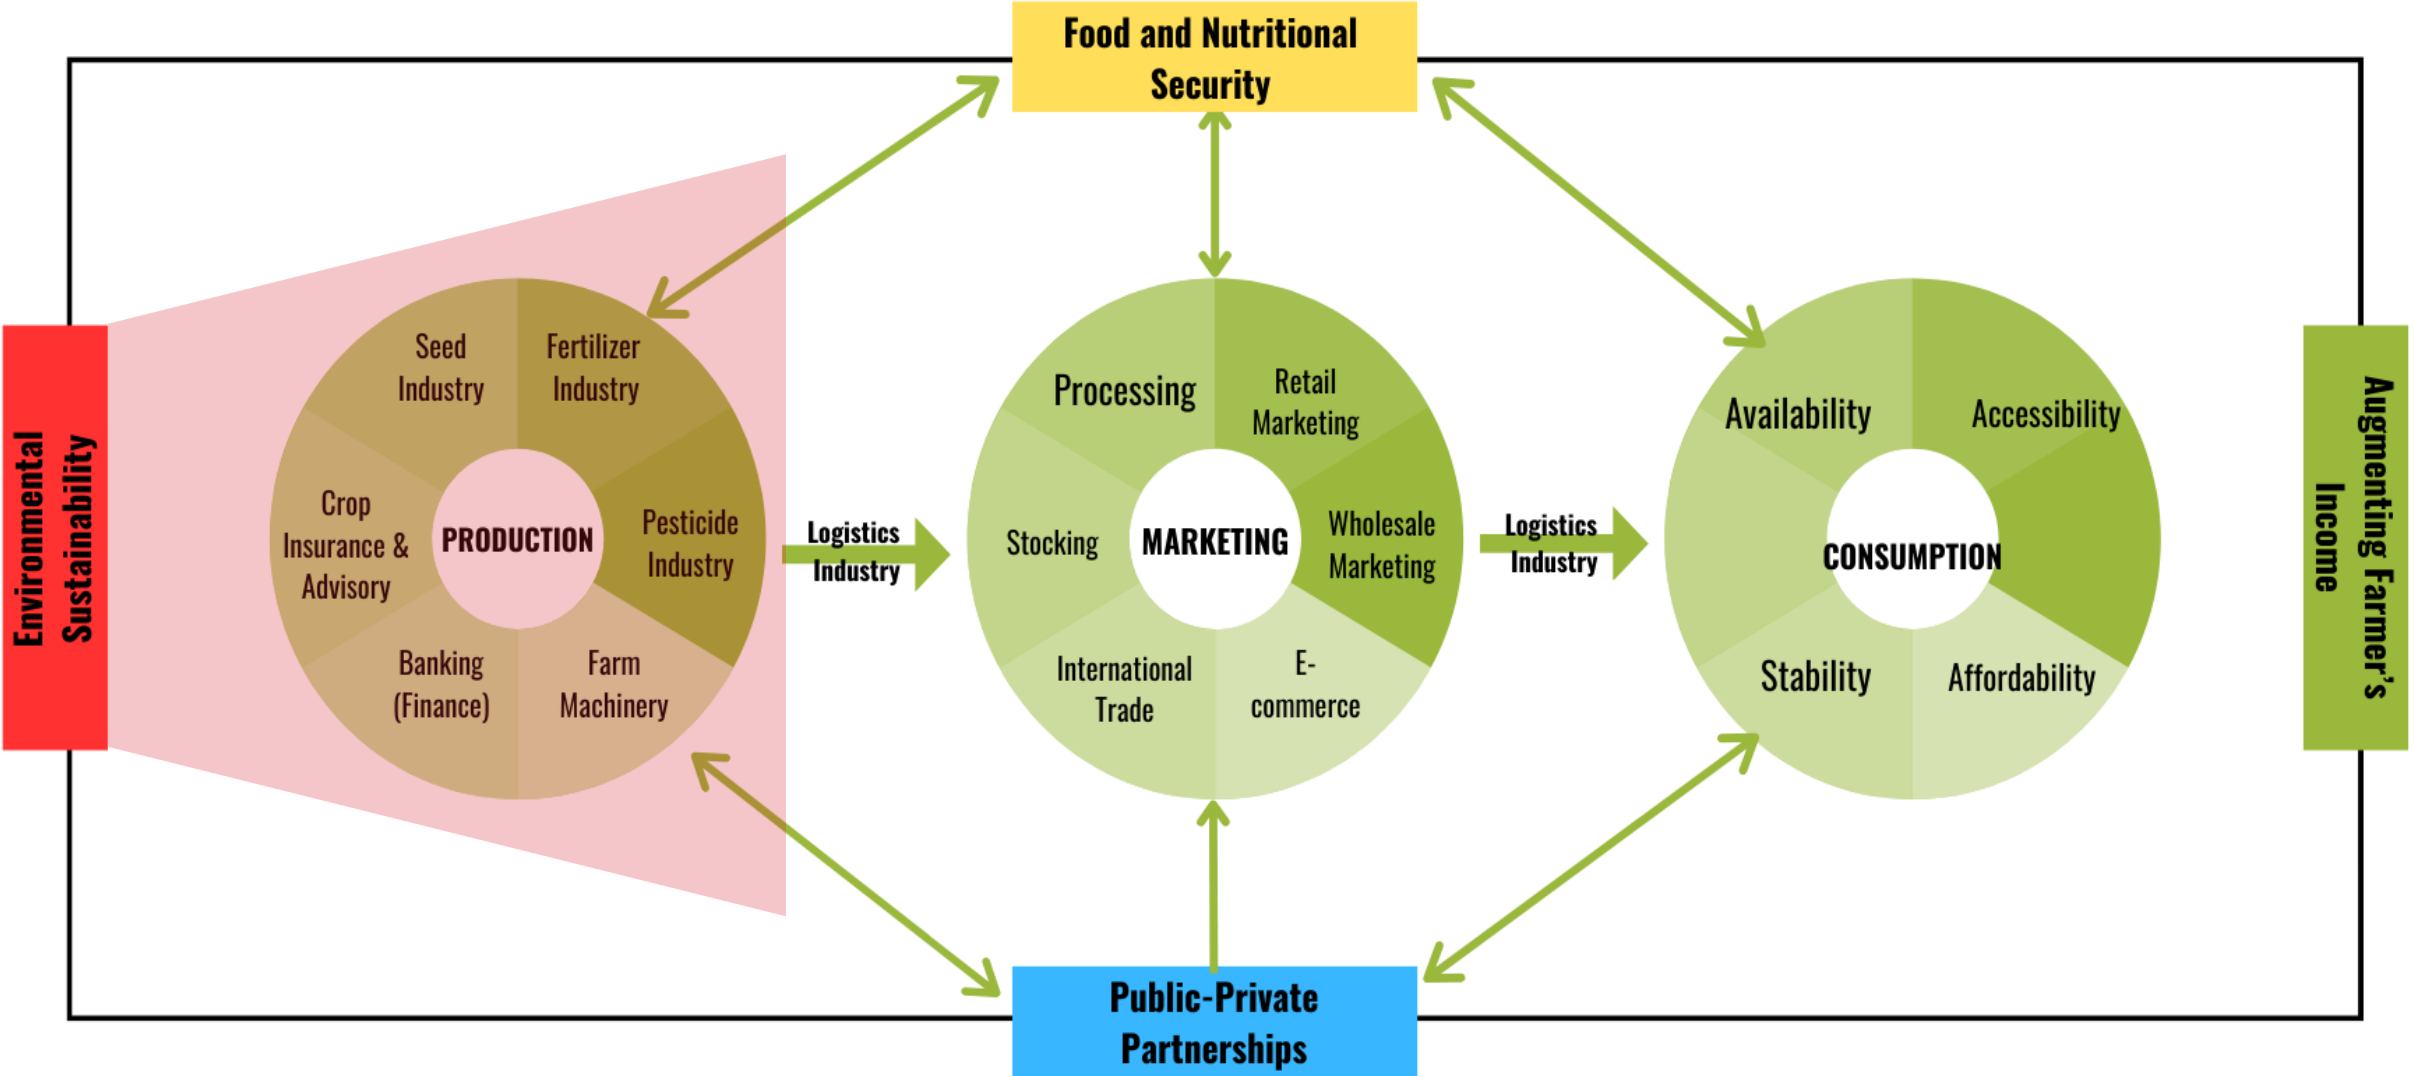 Food and Nutritional
Security
Environmental
Sustainability
Seed
Industry
Fertilizer
Industry
Crop
Insurance &
Advisory
PRODUCTION
Pesticide
Industry
Banking
(Finance)
Farm
Machinery
Logistics
Industry
Processing
Retail
Marketing
Stocking
MARKETING
Wholesale
Marketing
International
Trade
E-
commerce
Logistics
Industry
Availability
Accessibility
CONSUMPTION
Stability
Affordability
Augmenting Farmer's
Income
Public-Private
Partnerships